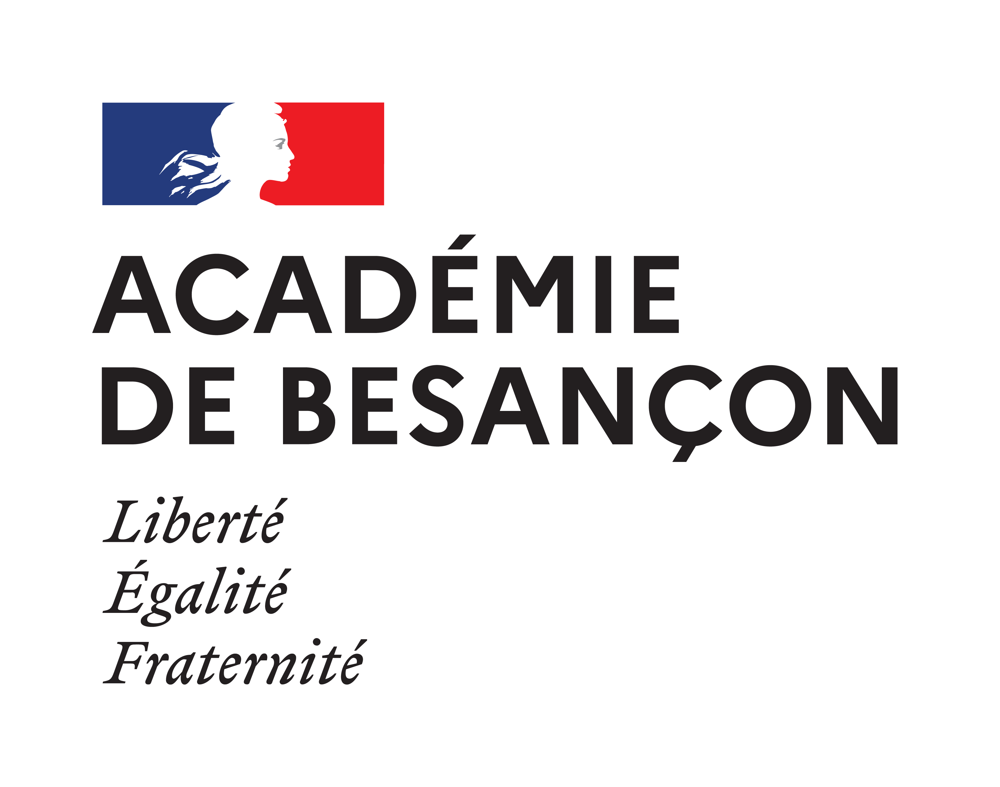 ACADÉMIE
DE BESANÇON
Liberté
Égalité
Fraternité